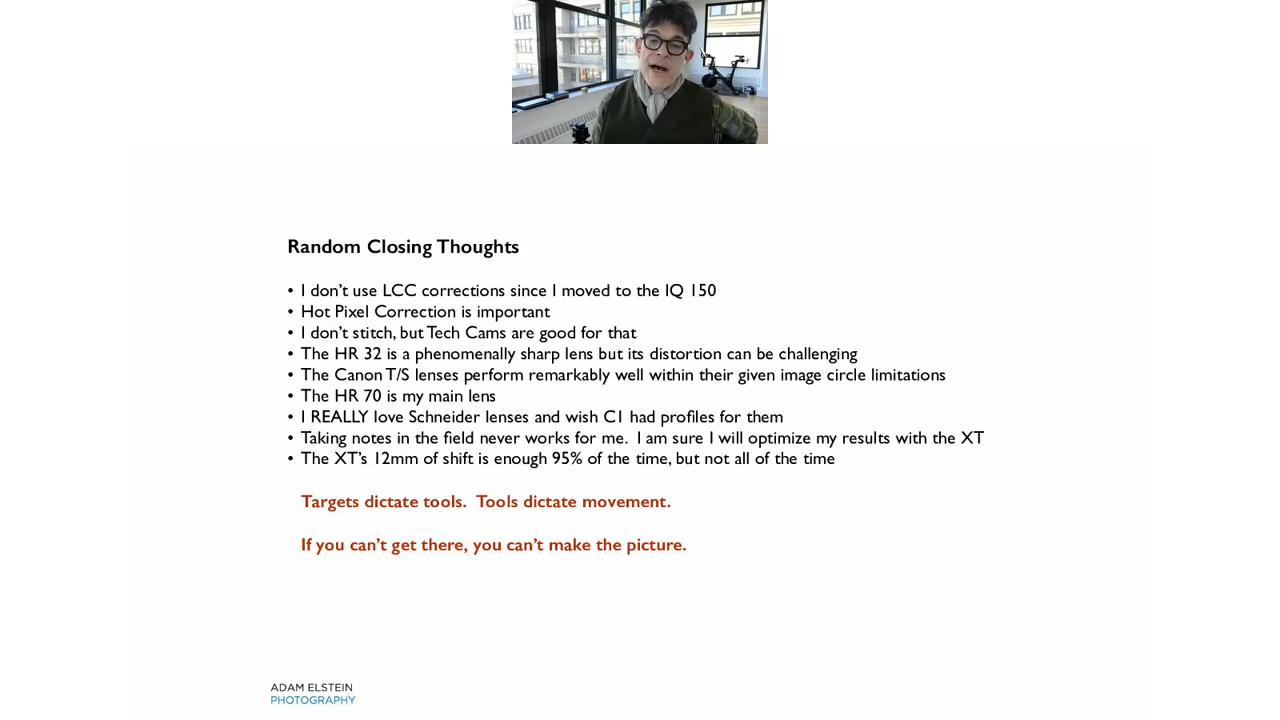 Random Closing Thoughts
• I don't use LCC corrections since I moved to the IQ 150
• Hot Pixel Correction is important
• I don't stitch, but Tech Cams are good for that
• The HR 32 is a phenomenally sharp lens but its distortion can be challenging
• The Canon T/S lenses perform remarkably well within their given image circle limitations
• The HR 70 is my main lens
• I REALLY love Schneider lenses and wish C1 had profiles for them
• Taking notes in the field never works for me.  I am sure I will optimize my results with the XT
• The XT's 12mm of shift is enough 95% of the time, but not all of the time
Targets dictate tools.  Tools dictate movement.
If you can't get there, you can't make the picture.
ADAM ELSTEIN
PHOTOGRAPHY